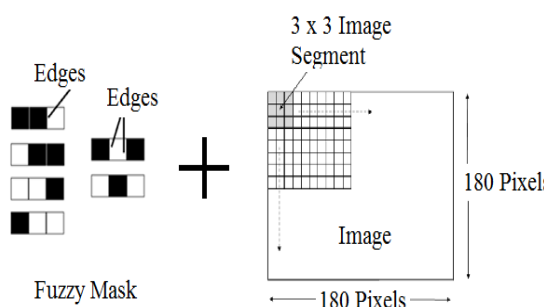 3 x 3 Image
Segment
Edges
Edges
180 Pixels
Image
Fuzzy Mask
180 Pixels